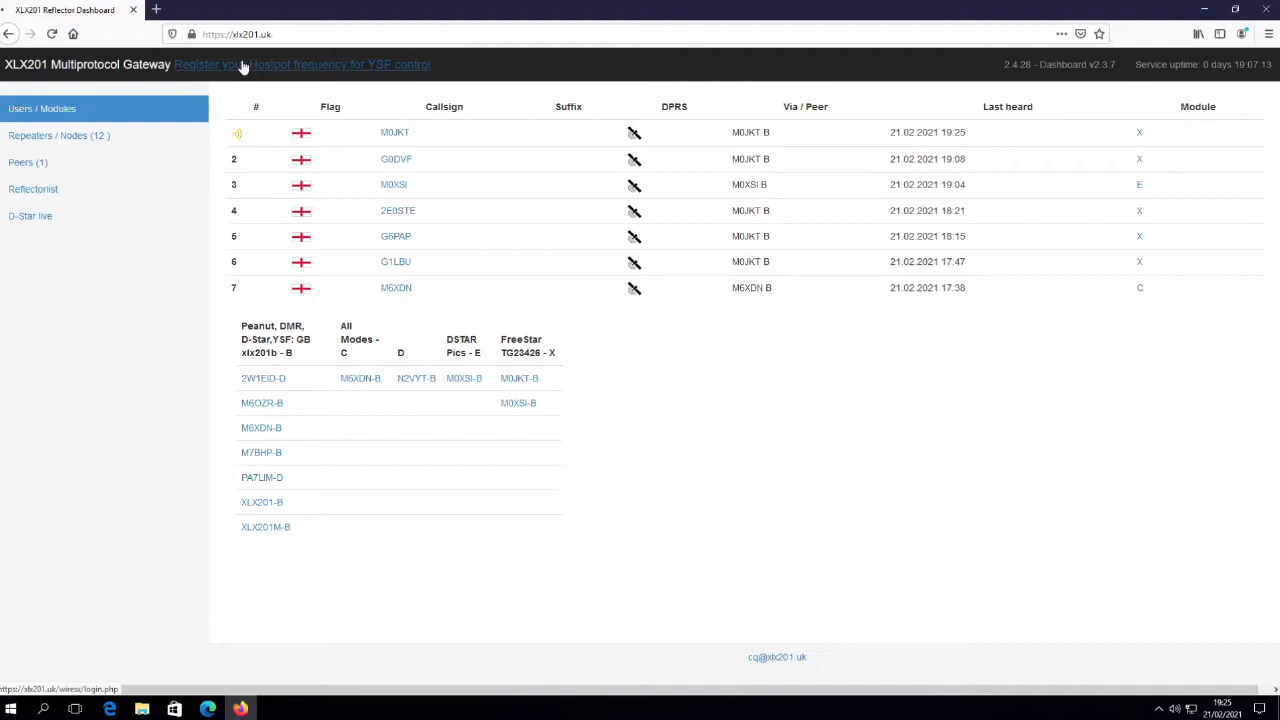 XLX201 Reflector Dashboard
https://xlx201.uk
XLX201 Multiprotocol Gateway Register your Hostpot frequency for YSF control 2.4.28 - Dashboard v2.3.7 Service uptime: 0 days 19:07:13
Users / Modules
Repeaters / Nodes (12 )
Peers (1)
Reflectorlist
D-Star live
# Flag Callsign Suffix DPRS Via / Peer Last heard Module
M0JKT M0JKT B 21.02.2021 19:25 X
2 G0DVF M0JKT B 21.02.2021 19:08 X
3 M0XSI M0XSI B 21.02.2021 19:04 E
4 2E0STE M0JKT B 21.02.2021 18:21 X
5 G6PAP M0JKT B 21.02.2021 18:15 X
6 G1LBU M0JKT B 21.02.2021 17:47 X
7 M6XDN M6XDN B 21.02.2021 17:38 C
Peanut, DMR, All
D-Star,YSF: GB Modes - DSTAR FreeStar
xlx201b - B C D Pics - E TG23426 - X
2W1EID-D M6XDN-B N2VYT-B M0XSI-B M0JKT-B
M6OZR-B M0XSI-B
M6XDN-B
M7BHP-B
PA7LIM-D
XLX201-B
XLX201M-B
cq@xlx201.uk
https://xlx201.uk/wiresx/login.php
19:25
21/02/2021